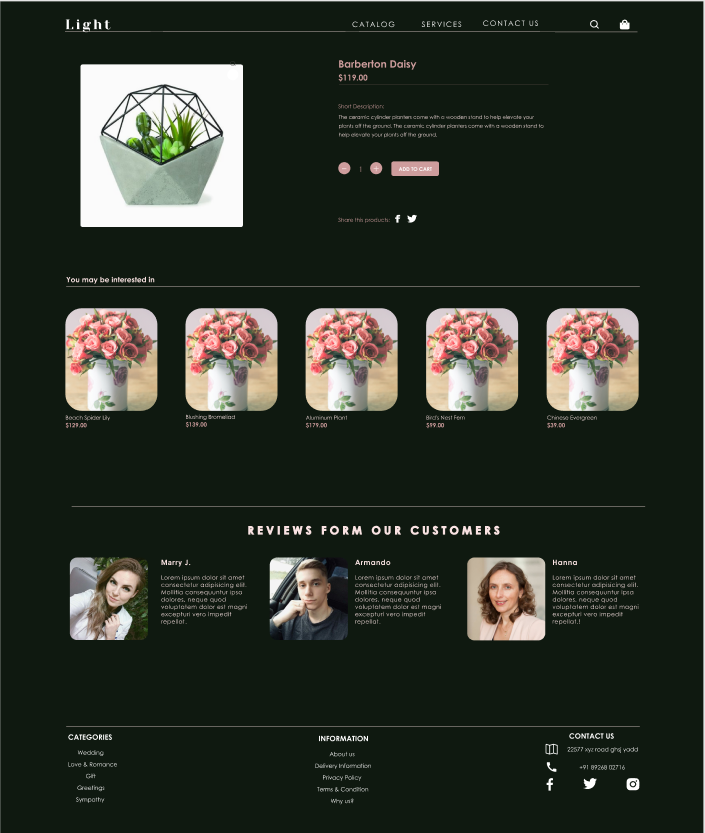 Light
CATALOG SERVICES CONTACT US
Barberton Daisy
$119.00
Short Description:
The ceramic cylinder planters come with a wooden stand to help elevate your
plants off the ground. The ceramic cylinder planters come with a wooden stand to
help elevate your plants off the ground.
1
ADD TO CART
Share this products:
You may be interested in
Beach Spider Lily
$129.00
Blushing Bromeliad
$139.00
Aluminum Plant
$179.00
Bird's Nest Fern
$99.00
Chinese Evergreen
$39.00
REVIEWS FORM OUR CUSTOMERS
Marry J.
Lorem ipsum dolor sit amet
consectetur adipisicing elit.
Mollitia consequuntur ipsa
dolores, neque quod
voluptatem dolor est magni
excepturi vero impedit
repellat.
Armando
Lorem ipsum dolor sit amet
consectetur adipisicing elit.
Mollitia consequuntur ipsa
dolores, neque quod
voluptatem dolor est magni
excepturi vero impedit
repellat.
Hanna
Lorem ipsum dolor sit amet
consectetur adipisicing elit.
Mollitia consequuntur ipsa
dolores, neque quod
voluptatem dolor est magni
excepturi vero impedit
repellat.!
CATEGORIES
Wedding
Love & Romance
Gift
Greetings
Sympathy
INFORMATION
About us
Delivery Information
Privacy Policy
Terms & Condition
Why us?
CONTACT US
22577 xyz road ghsj yadd
+91 89268 02716